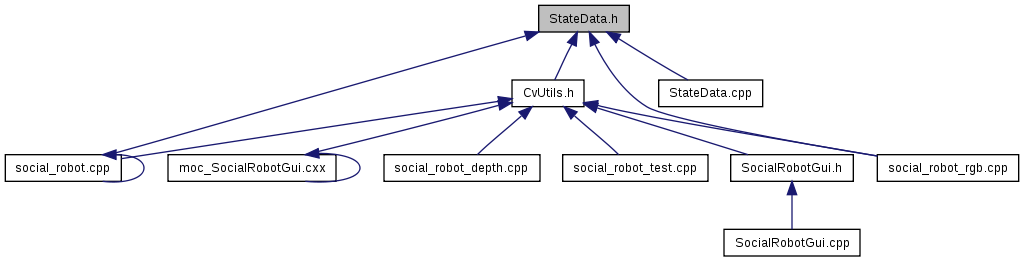 StateData.h
CvUtils.h
StateData.cpp
social_robot.cpp
moc_SocialRobotGui.cxx
social_robot_depth.cpp
social_robot_test.cpp
SocialRobotGui.h
social_robot_rgb.cpp
SocialRobotGui.cpp